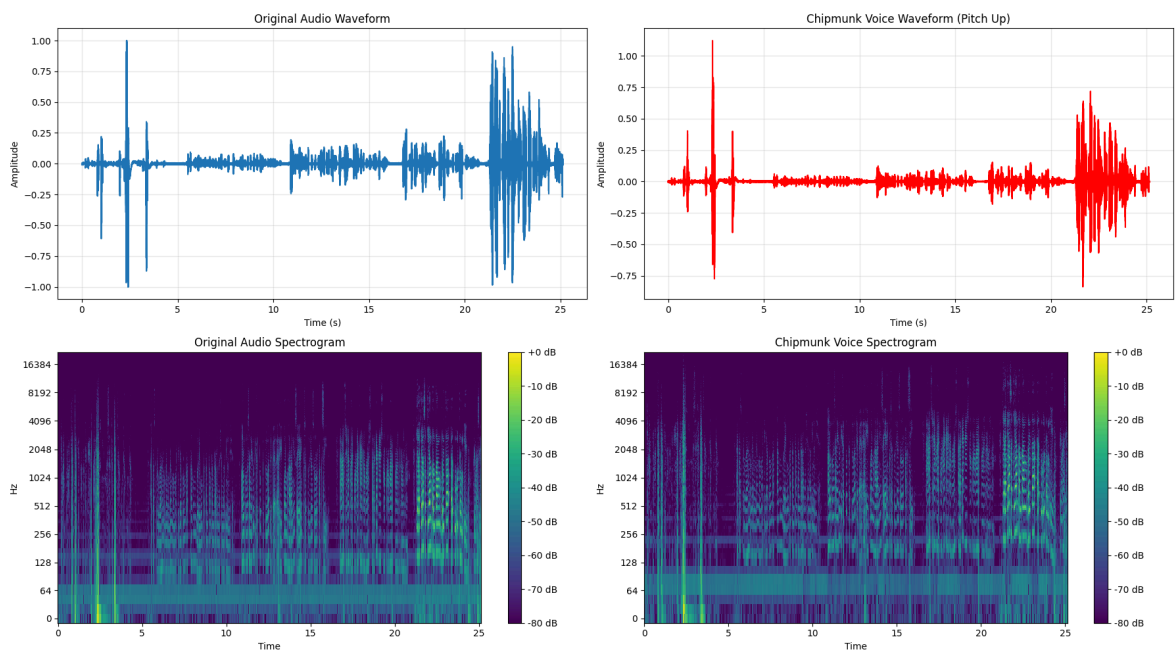 Original Audio Waveform
1.00
0.75
0.50
0.25
0.00
−0.25
−0.50
−0.75
−1.00
Amplitude
0
5
10
15
20
25
Time (s)
Chipmunk Voice Waveform (Pitch Up)
1.00
0.75
0.50
0.25
0.00
−0.25
−0.50
−0.75
Amplitude
0
5
10
15
20
25
Time (s)
Original Audio Spectrogram
16384
8192
4096
2048
1024
512
256
128
64
0
Hz
0
5
10
15
20
25
Time
+0 dB
-10 dB
-20 dB
-30 dB
-40 dB
-50 dB
-60 dB
-70 dB
-80 dB
Chipmunk Voice Spectrogram
16384
8192
4096
2048
1024
512
256
128
64
0
Hz
0
5
10
15
20
25
Time
+0 dB
-10 dB
-20 dB
-30 dB
-40 dB
-50 dB
-60 dB
-70 dB
-80 dB